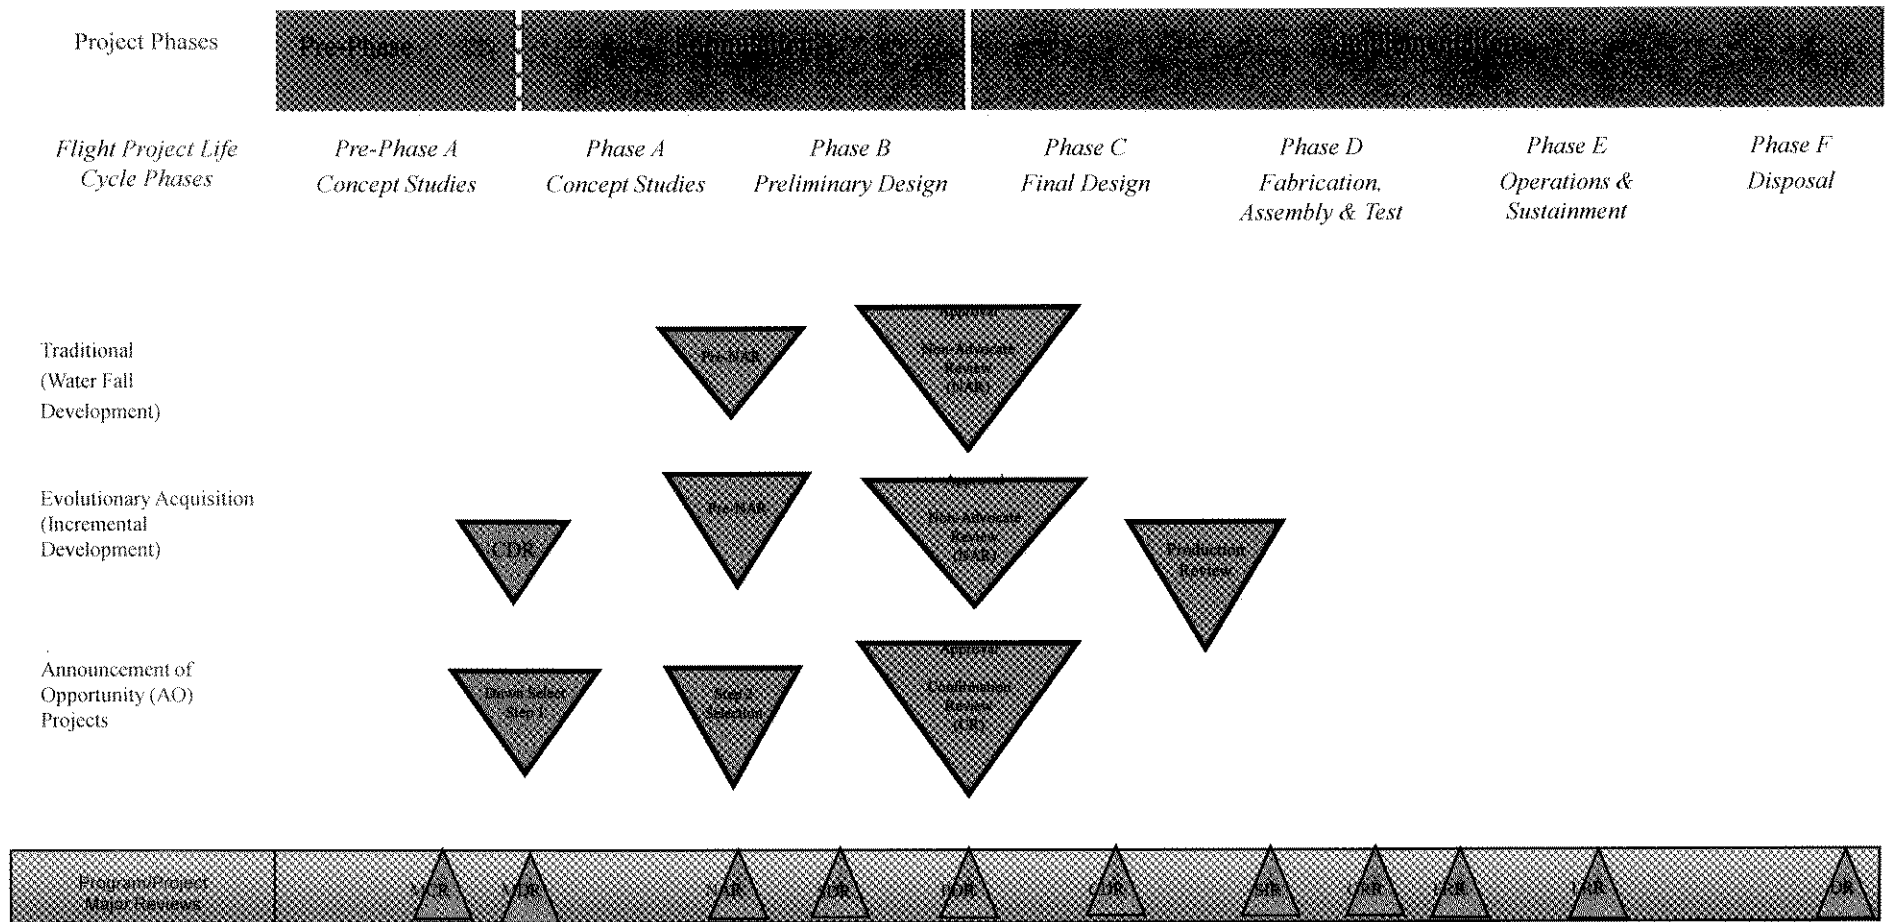 Project Phases
Pre-Phase
Formulation
Implementation
Flight Project Life
Cycle Phases
Pre-Phase A
Concept Studies
Phase A
Concept Studies
Phase B
Preliminary Design
Phase C
Final Design
Phase D
Fabrication,
Assembly & Test
Phase E
Operations &
Sustainment
Phase F
Disposal
Traditional
(Water Fall
Development)
Pre-NAR
Approval
Non-Advocate
Review
(NAR)
Evolutionary Acquisition
(Incremental
Development)
CDR
Pre-NAR
Approval
Non-Advocate
Review
(NAR)
Production
Review
Announcement of
Opportunity (AO)
Projects
Down Select
Step 1
Step 2
Selection
Approval
Confirmation
Review
(CR)
Program/Project
Major Reviews
MCR
MDR
NAR
SDR
PDR
CDR
SIR
ORR
DR